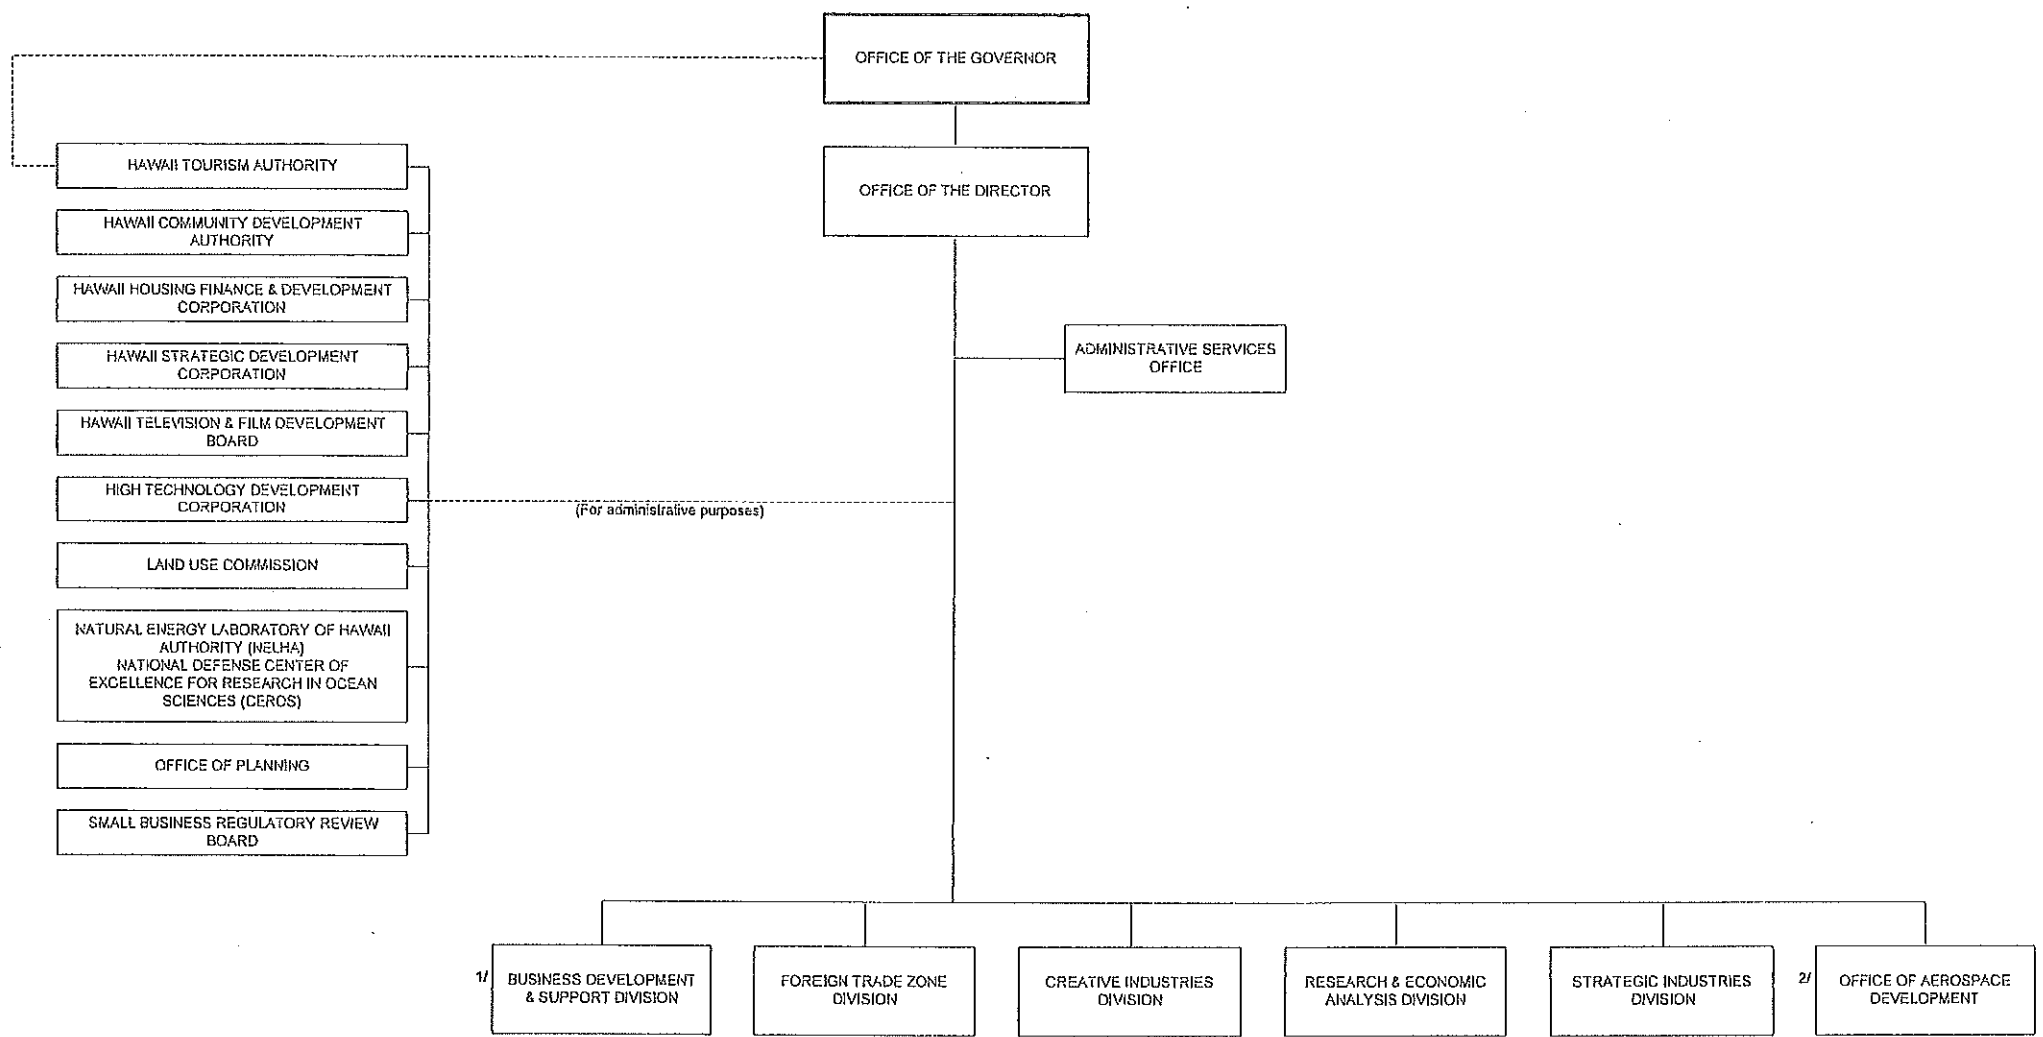 OFFICE OF THE GOVERNOR
OFFICE OF THE DIRECTOR
HAWAII TOURISM AUTHORITY
HAWAII COMMUNITY DEVELOPMENT
AUTHORITY
HAWAII HOUSING FINANCE & DEVELOPMENT
CORPORATION
HAWAII STRATEGIC DEVELOPMENT
CORPORATION
HAWAII TELEVISION & FILM DEVELOPMENT
BOARD
HIGH TECHNOLOGY DEVELOPMENT
CORPORATION
LAND USE COMMISSION
NATURAL ENERGY LABORATORY OF HAWAII
AUTHORITY (NELHA)
NATIONAL DEFENSE CENTER OF
EXCELLENCE FOR RESEARCH IN OCEAN
SCIENCES (CEROS)
OFFICE OF PLANNING
SMALL BUSINESS REGULATORY REVIEW
BOARD
ADMINISTRATIVE SERVICES
OFFICE
(For administrative purposes)
1/
BUSINESS DEVELOPMENT
& SUPPORT DIVISION
FOREIGN TRADE ZONE
DIVISION
CREATIVE INDUSTRIES
DIVISION
RESEARCH & ECONOMIC
ANALYSIS DIVISION
STRATEGIC INDUSTRIES
DIVISION
2/
OFFICE OF AEROSPACE
DEVELOPMENT